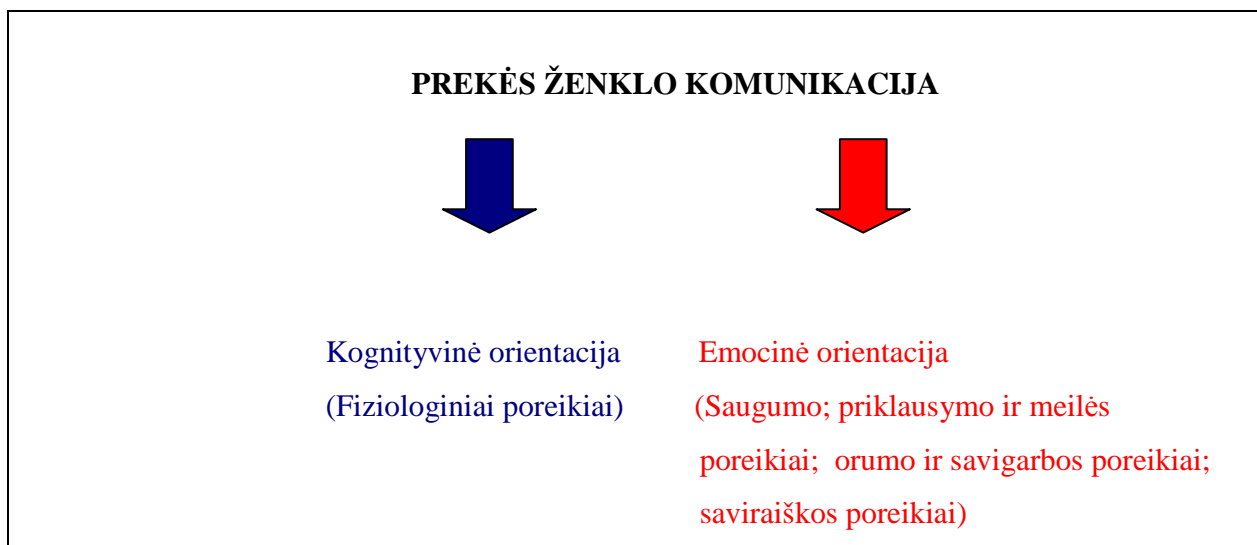 PREKĖS ŽENKLO KOMUNIKACIJA
Kognityvinė orientacija
(Fiziologiniai poreikiai)
Emocinė orientacija
(Saugumo; priklausymo ir meilės
poreikiai; orumo ir savigarbos poreikiai;
saviraiškos poreikiai)